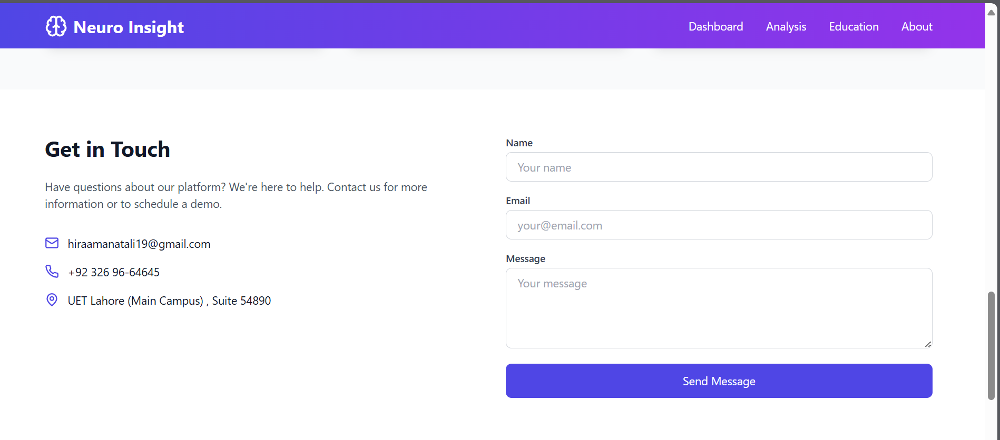 Neuro Insight
Dashboard Analysis Education About
Get in Touch
Have questions about our platform? We're here to help. Contact us for more
information or to schedule a demo.
hiraamanatali19@gmail.com
+92 326 96-64645
UET Lahore (Main Campus) , Suite 54890
Name
Your name
Email
your@email.com
Message
Your message
Send Message